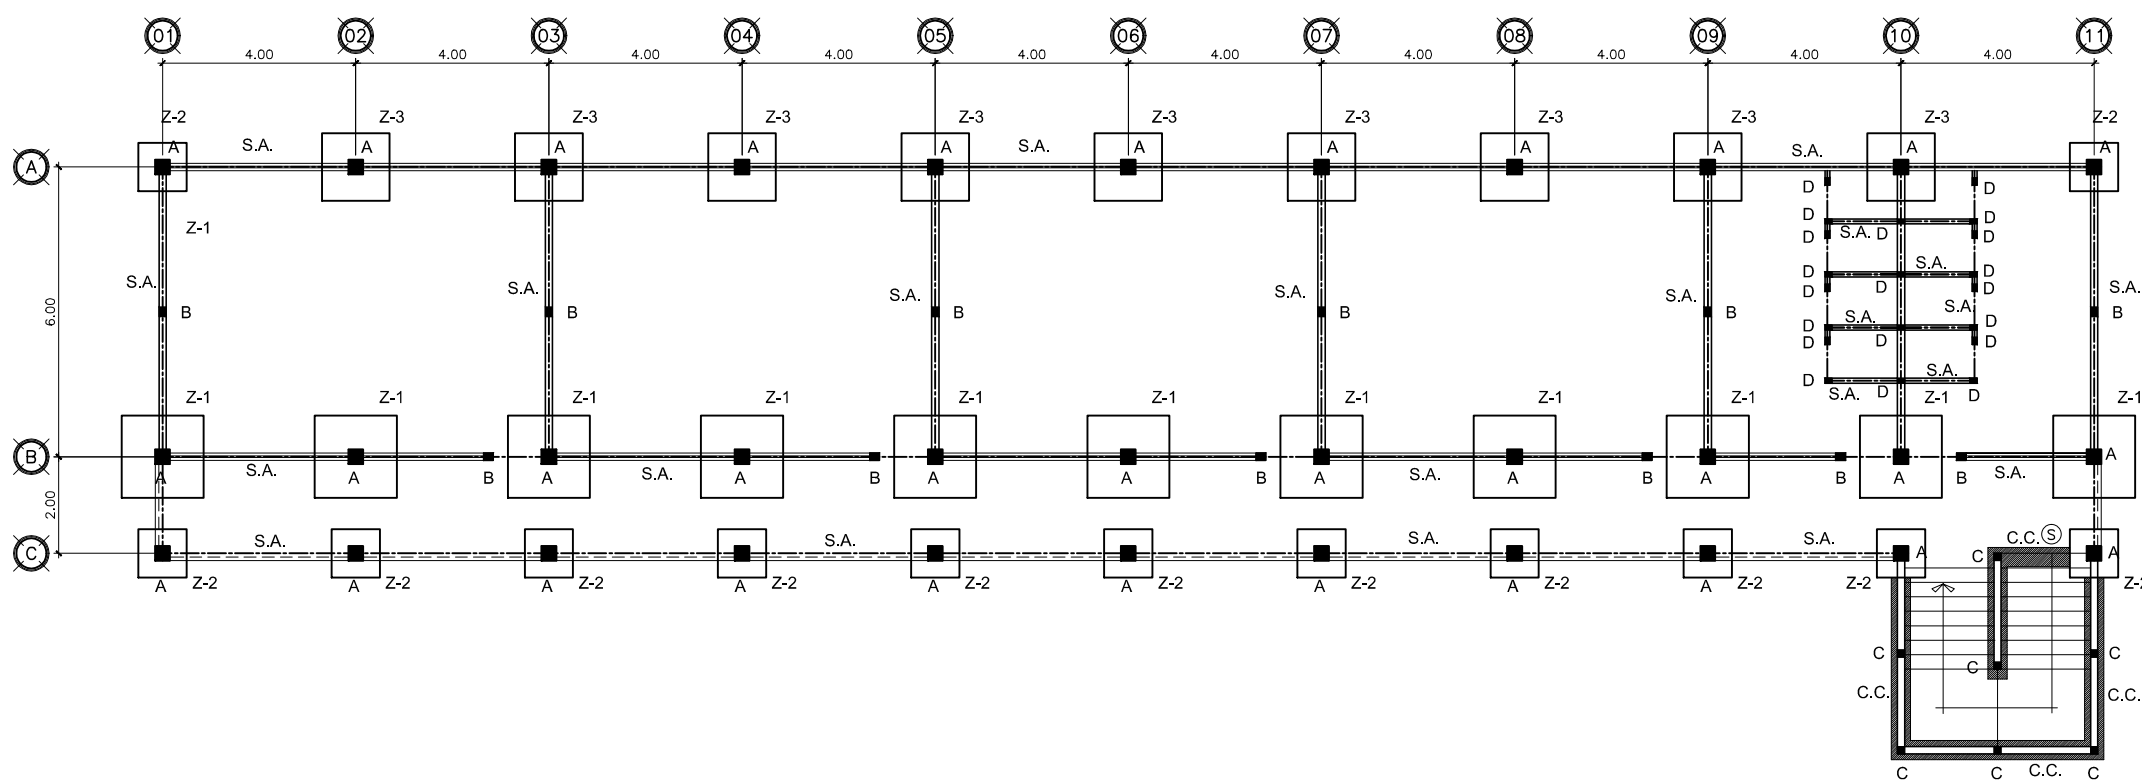 01 02 03 04 05 06 07 08 09 10 11
4.00 4.00 4.00 4.00 4.00 4.00 4.00 4.00 4.00 4.00
Z-2 Z-3 Z-3 Z-3 Z-3 Z-3 Z-3 Z-3 Z-3 Z-3 Z-2
A S.A. A A A A S.A. A A A A S.A. A A
A
D D
D D
Z-1
D S.A. D D
S.A.
D D S.A. D
S.A. S.A. S.A. S.A. S.A. D D D S.A. S.A.
6.00 B B B B B B
D S.A. D
D D D
S.A.
D D D
S.A.
Z-1 Z-1 Z-1 Z-1 Z-1 Z-1 Z-1 Z-1 Z-1 Z-1 Z-1
B A
S.A. S.A. S.A. S.A.
A A B A A B A A B A A B A B A B
2.00
C S.A. S.A. S.A. S.A. C.C. S
C A
A
Z-2 Z-2 Z-2 Z-2 Z-2 Z-2 Z-2 Z-2 Z-2 Z-2 Z-2
A A A A A A A A A
C C
C
C.C. C.C.
C C C.C. C